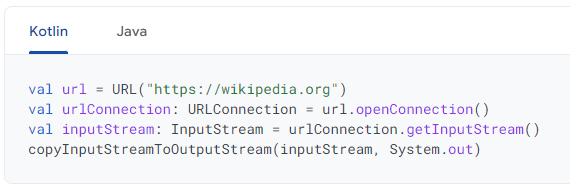 Kotlin Java
val url = URL("https://wikipedia.org")
val urlConnection: URLConnection = url.openConnection()
val inputStream: InputStream = urlConnection.getInputStream()
copyInputStreamToOutputStream(inputStream, System.out)